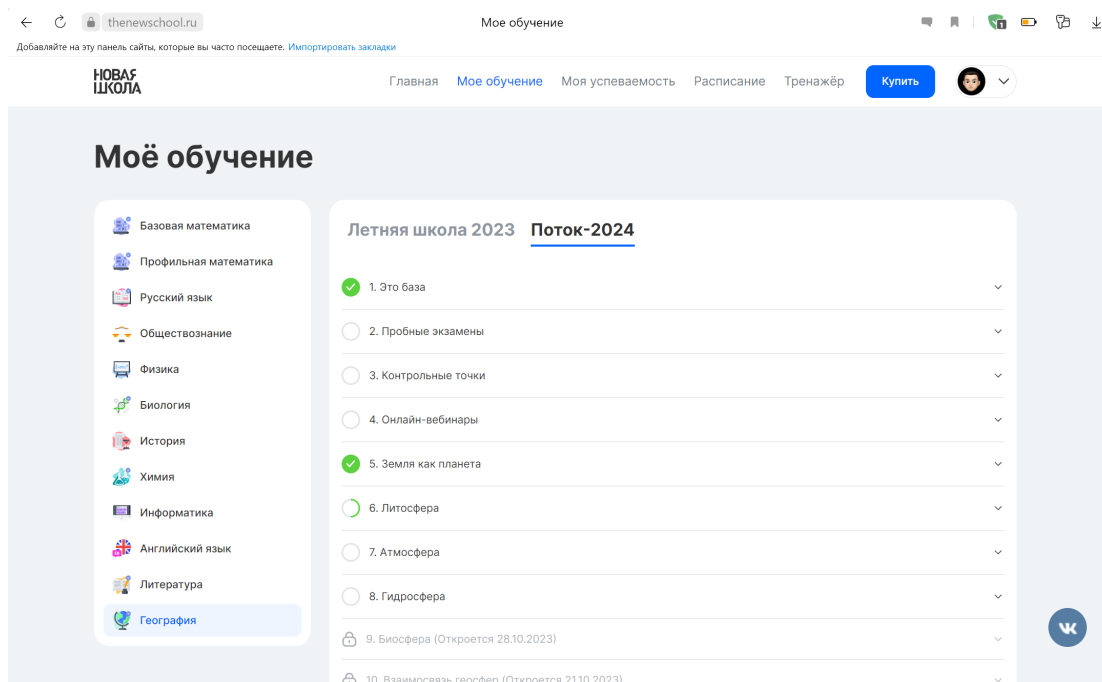 thenewschool.ru
Мое обучение
1
Добавляйте на эту панель сайты, которые вы часто посещаете. Импортировать закладки
НОВАЯ
ШКОЛА
Главная Мое обучение Моя успеваемость Расписание Тренажёр Купить
Моё обучение
Базовая математика
Профильная математика
Русский язык
Обществознание
Физика
Биология
История
Химия
Информатика
Английский язык
Литература
География
Летняя школа 2023 Поток-2024
1. Это база
2. Пробные экзамены
3. Контрольные точки
4. Онлайн-вебинары
5. Земля как планета
6. Литосфера
7. Атмосфера
8. Гидросфера
9. Биосфера (Откроется 28.10.2023)
10. Взаимосвязь геосфер (Откроется 21.10.2023)